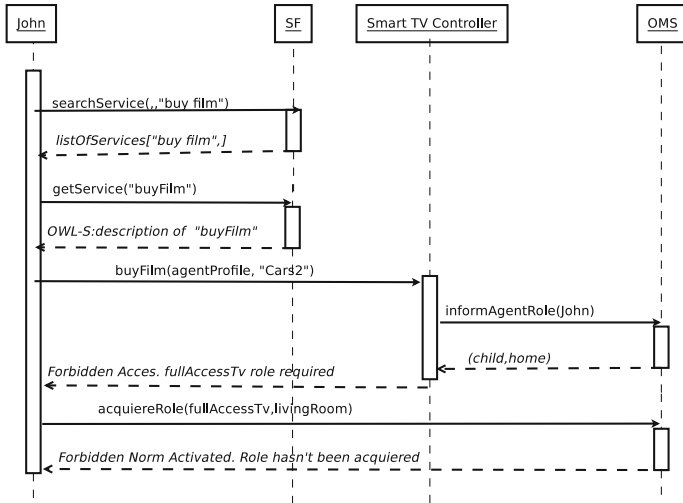 John
SF
Smart TV Controller
OMS
searchService(,,"buy film")
listOfServices["buy film",]
getService("buyFilm")
OWL-S:description of "buyFilm"
buyFilm(agentProfile, "Cars2")
informAgentRole(John)
(child,home)
Forbidden Acces. fullAccessTv role required
acquiereRole(fullAccessTv,livingRoom)
Forbidden Norm Activated. Role hasn't been acquiered